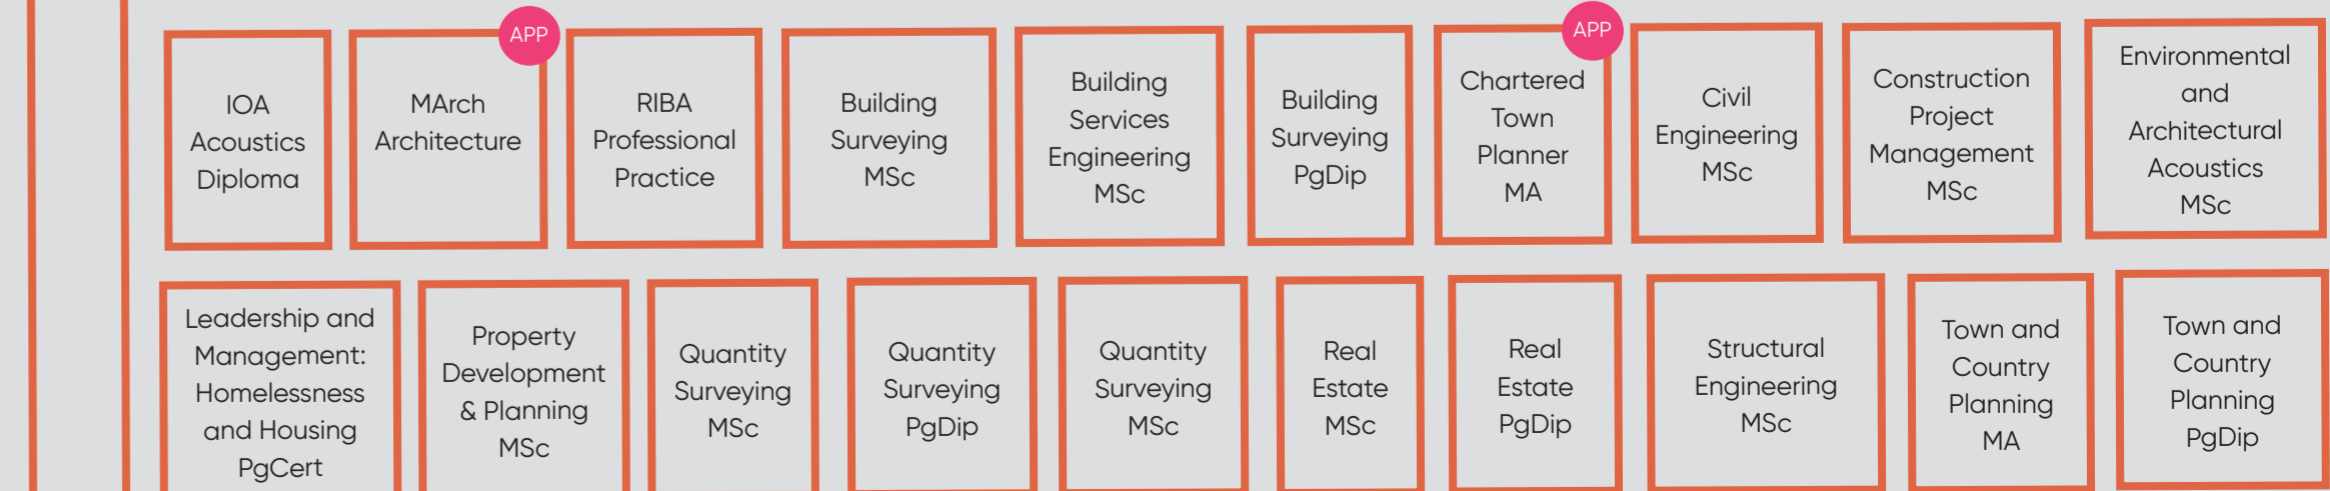 IOA
Acoustics
Diploma
APP
MArch
Architecture
RIBA
Professional
Practice
Building
Surveying
MSc
Building
Services
Engineering
MSc
Building
Surveying
PgDip
APP
Chartered
Town
Planner
MA
Civil
Engineering
MSc
Construction
Project
Management
MSc
Environmental
and
Architectural
Acoustics
MSc
Leadership and
Management:
Homelessness
and Housing
PgCert
Property
Development
& Planning
MSc
Quantity
Surveying
MSc
Quantity
Surveying
PgDip
Quantity
Surveying
MSc
Real
Estate
MSc
Real
Estate
PgDip
Structural
Engineering
MSc
Town and
Country
Planning
MA
Town and
Country
Planning
PgDip